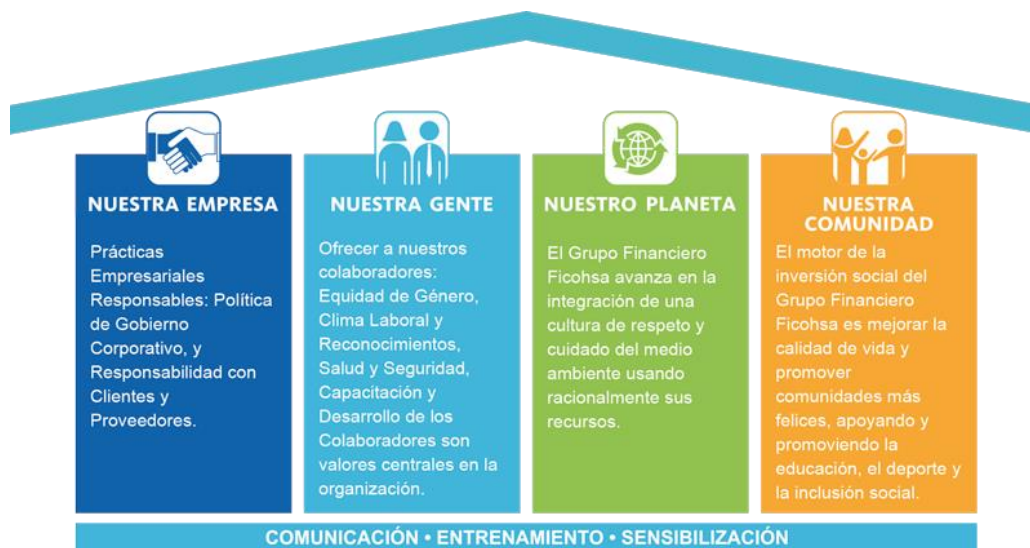 NUESTRA EMPRESA
Prácticas
Empresariales
Responsables: Política
de Gobierno
Corporativo, y
Responsabilidad con
Clientes y
Proveedores.
NUESTRA GENTE
Ofrecer a nuestros
colaboradores:
Equidad de Género,
Clima Laboral y
Reconocimientos,
Salud y Seguridad,
Capacitación y
Desarrollo de los
Colaboradores son
valores centrales en la
organización.
NUESTRO PLANETA
El Grupo Financiero
Ficohsa avanza en la
integración de una
cultura de respeto y
cuidado del medio
ambiente usando
racionalmente sus
recursos.
NUESTRA
COMUNIDAD
El motor de la
inversión social del
Grupo Financiero
Ficohsa es mejorar la
calidad de vida y
promover
comunidades más
felices, apoyando y
promoviendo la
educación, el deporte y
la inclusión social.
COMUNICACIÓN • ENTRENAMIENTO • SENSIBILIZACIÓN